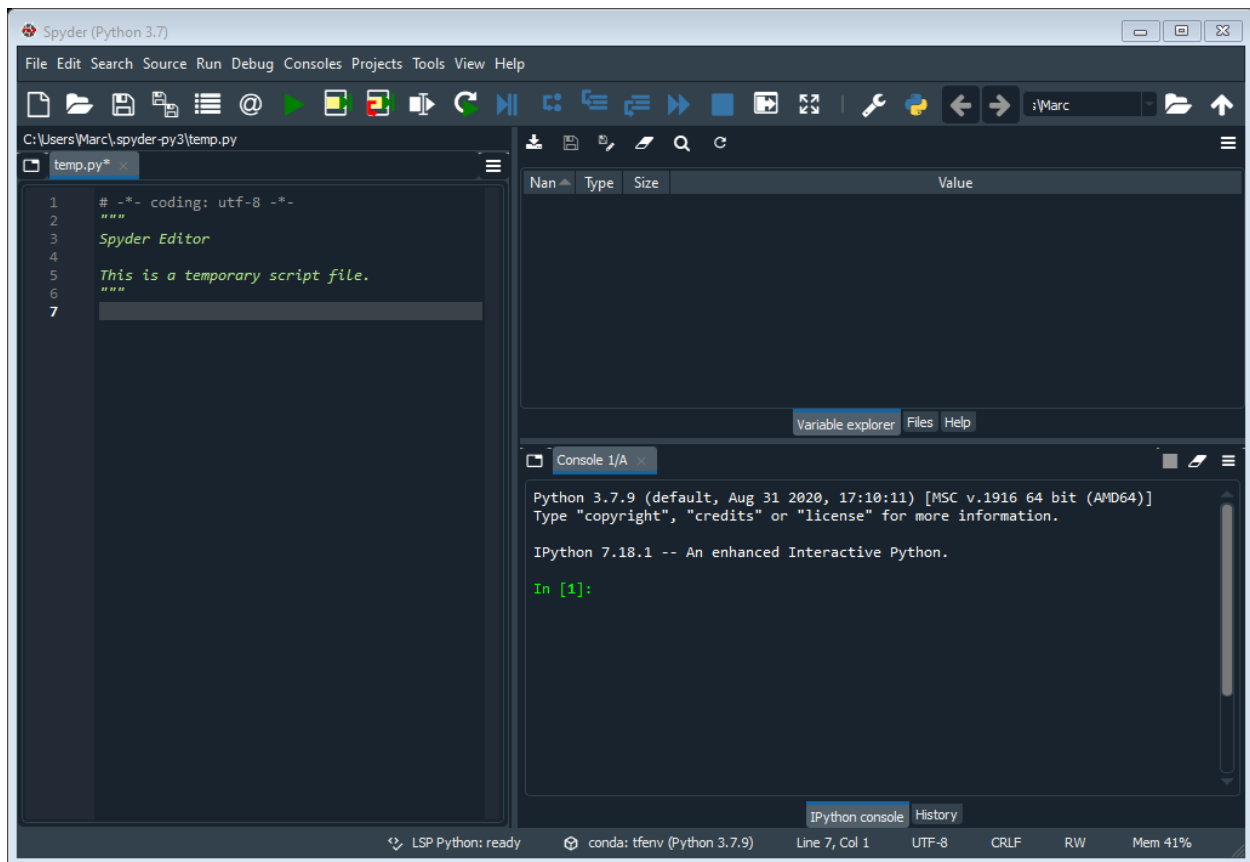 Spyder (Python 3.7)
File Edit Search Source Run Debug Consoles Projects Tools View Help
:\Marc
C:\Users\Marc\.spyder-py3\temp.py
temp.py*
1 # -*- coding: utf-8 -*-
2 """
3 Spyder Editor
4
5 This is a temporary script file.
6 """
7
Nan Type Size Value
Variable explorer Files Help
Console 1/A
Python 3.7.9 (default, Aug 31 2020, 17:10:11) [MSC v.1916 64 bit (AMD64)]
Type "copyright", "credits" or "license" for more information.
IPython 7.18.1 -- An enhanced Interactive Python.
In [1]:
IPython console History
LSP Python: ready conda: tfenv (Python 3.7.9) Line 7, Col 1 UTF-8 CRLF RW Mem 41%